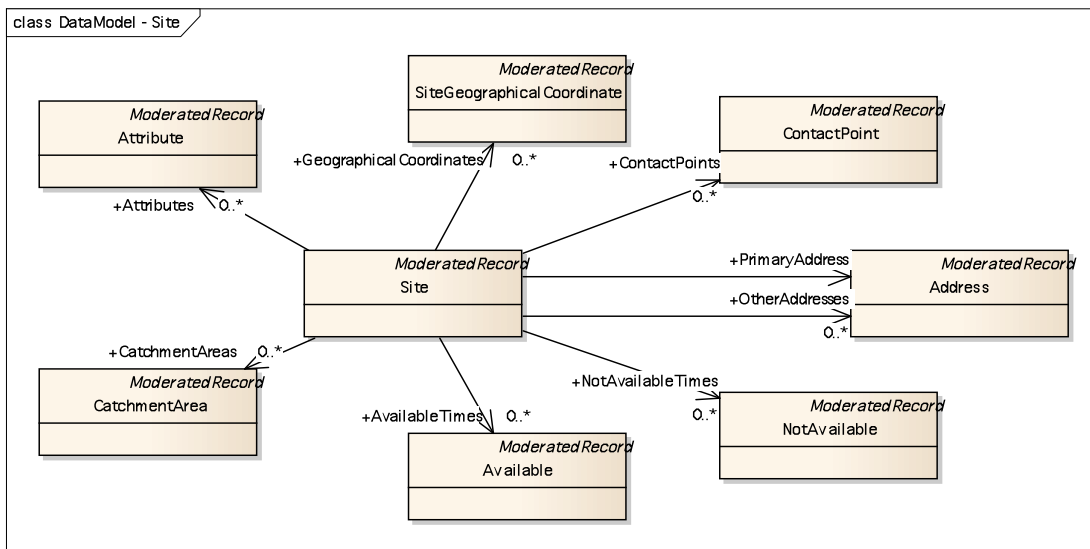 class DataModel - Site
ModeratedRecord
SiteGeographicalCoordinate
ModeratedRecord
Attribute
ModeratedRecord
ContactPoint
+GeographicalCoordinates
0..*
+ContactPoints
0..*
+Attributes
0..*
ModeratedRecord
Site
+PrimaryAddress
ModeratedRecord
Address
+OtherAddresses
0..*
+CatchmentAreas
0..*
ModeratedRecord
CatchmentArea
+NotAvailableTimes
0..*
ModeratedRecord
NotAvailable
+AvailableTimes
0..*
ModeratedRecord
Available